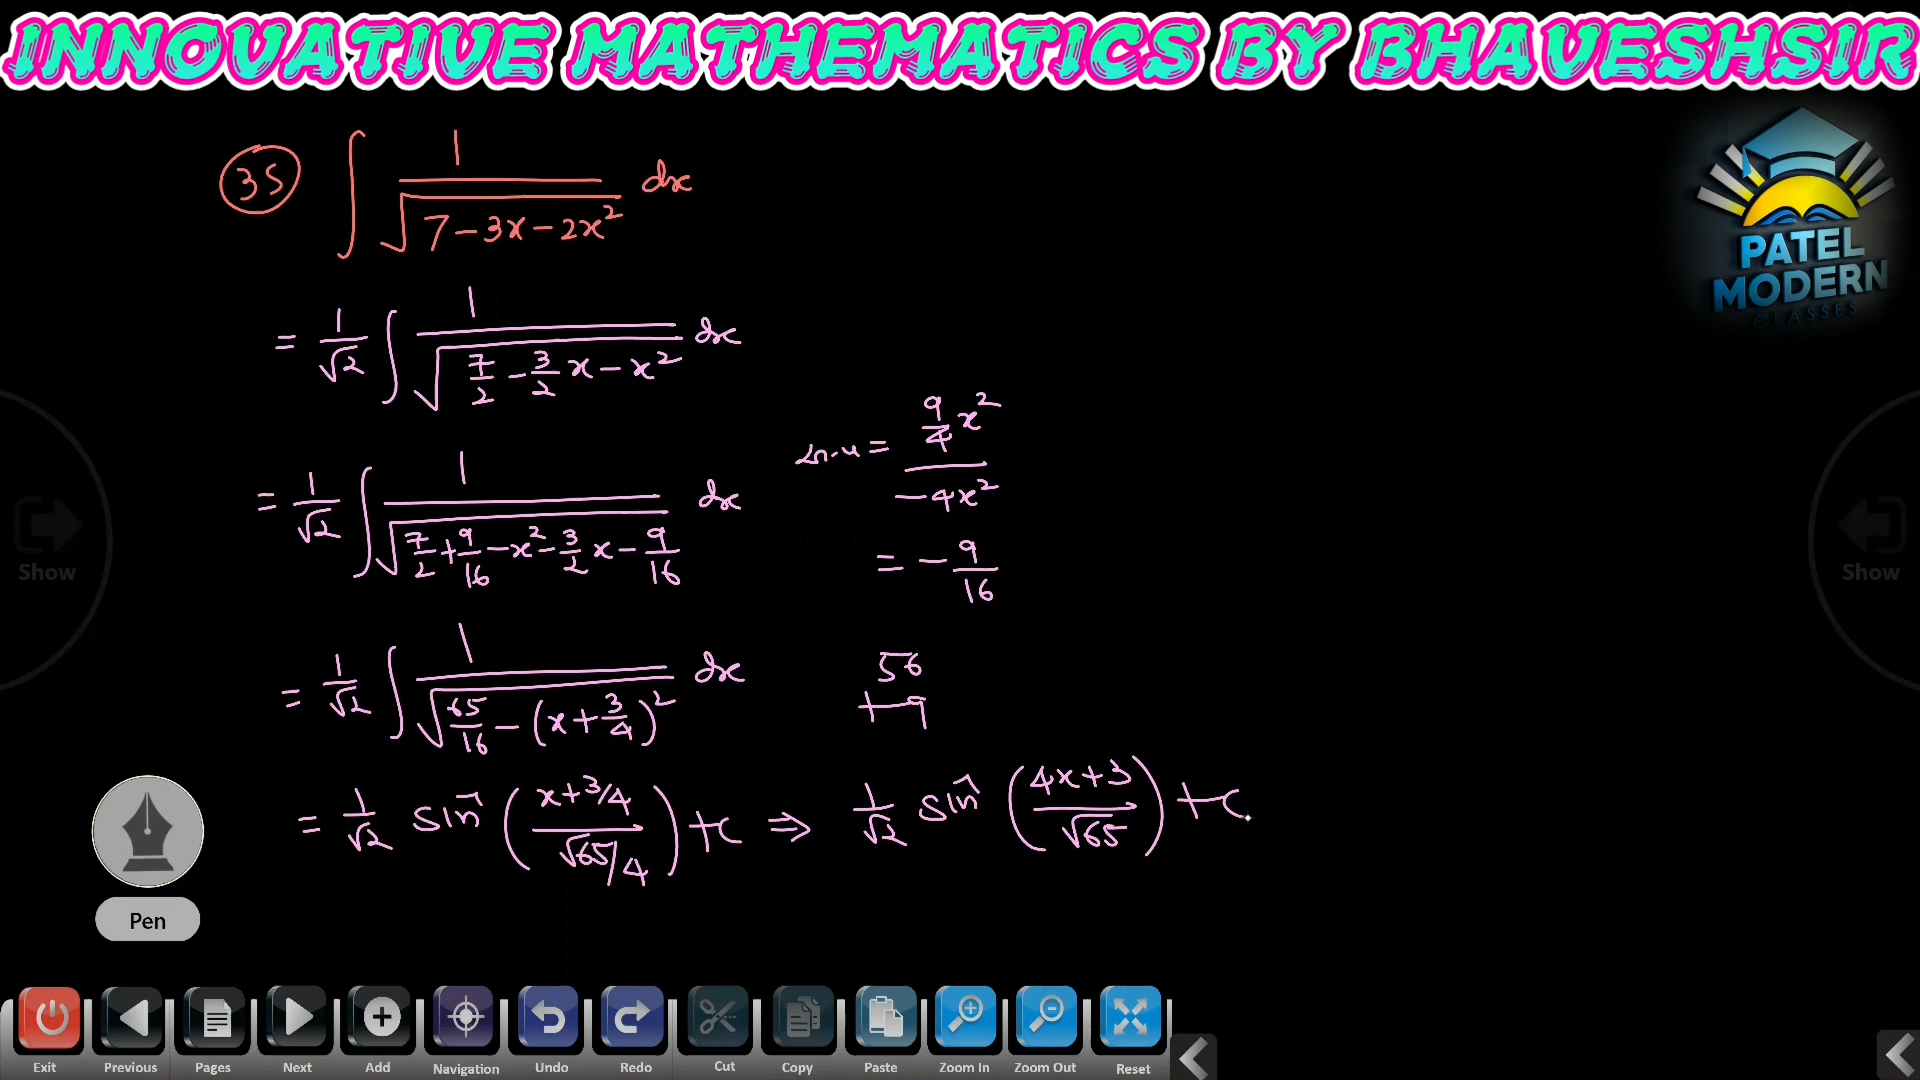 INNOVATIVE MATHEMATICS BY BHAVESHSIR
PATEL
MODERN
CLASSES
35 ∫ 1/√(7-3x-2x²) dx
= 1/√2 ∫ 1/√(7/2 - 3/2 x - x²) dx
= 1/√2 ∫ 1/√(7/2 + 9/16 - x² - 3/2 x - 9/16) dx
= (9/4 x²)/(-4x²)
= -9/16
= 1/√2 ∫ 1/√(65/16 - (x+3/4)²) dx
56
+9
= 1/√2 sin⁻¹ ((x+3/4)/(√65/4)) + c ⇒ 1/√2 sin⁻¹ ((4x+3)/√65) + c.
Show
Show
Pen
Exit Previous Pages Next Add Navigation Undo Redo Cut Copy Paste Zoom In Zoom Out Reset